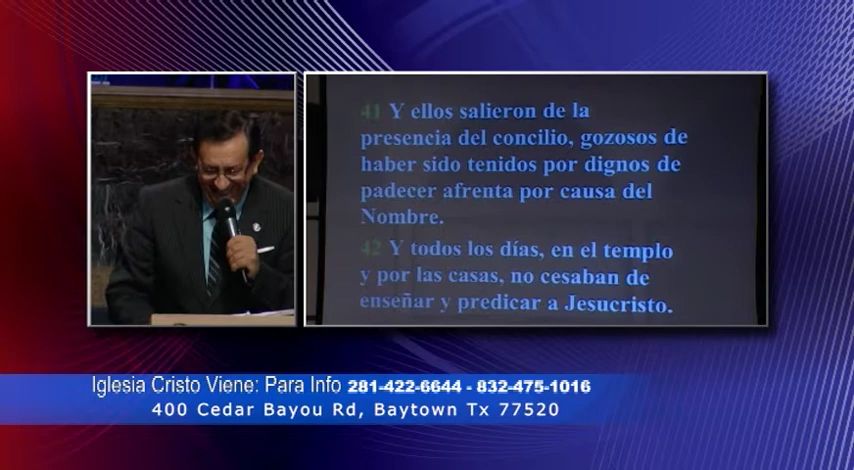 41 Y ellos salieron de la
presencia del concilio, gozosos de
haber sido tenidos por dignos de
padecer afrenta por causa del
Nombre.
42 Y todos los días, en el templo
y por las casas, no cesaban de
enseñar y predicar a Jesucristo.
Iglesia Cristo Viene: Para Info 281-422-6644 - 832-475-1016
400 Cedar Bayou Rd, Baytown Tx 77520